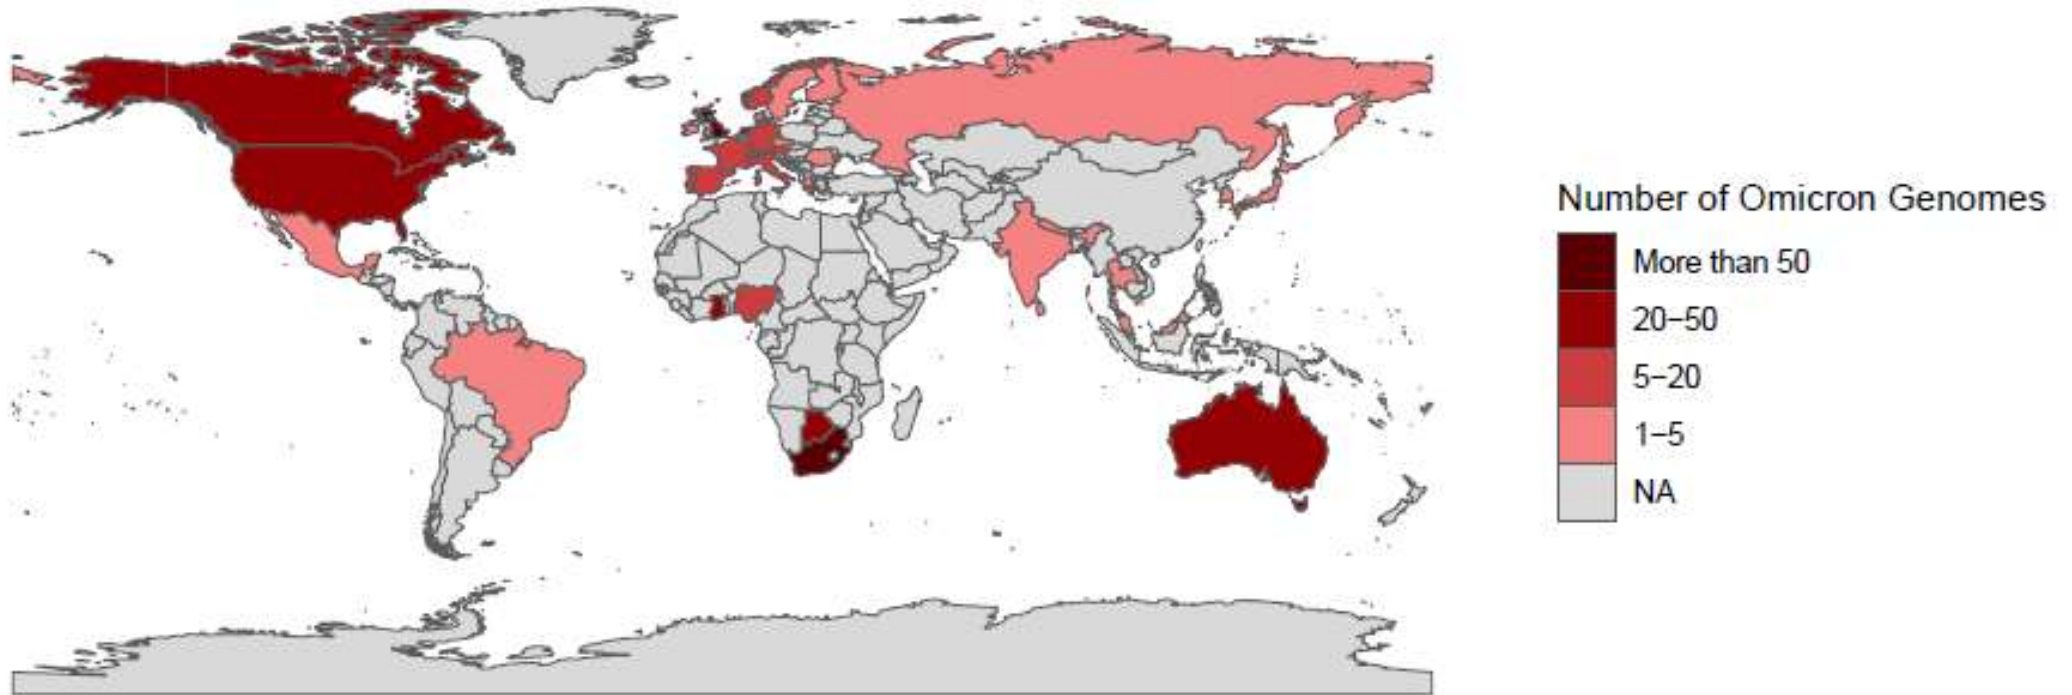 Number of Omicron Genomes
More than 50
20−50
5−20
1−5
NA